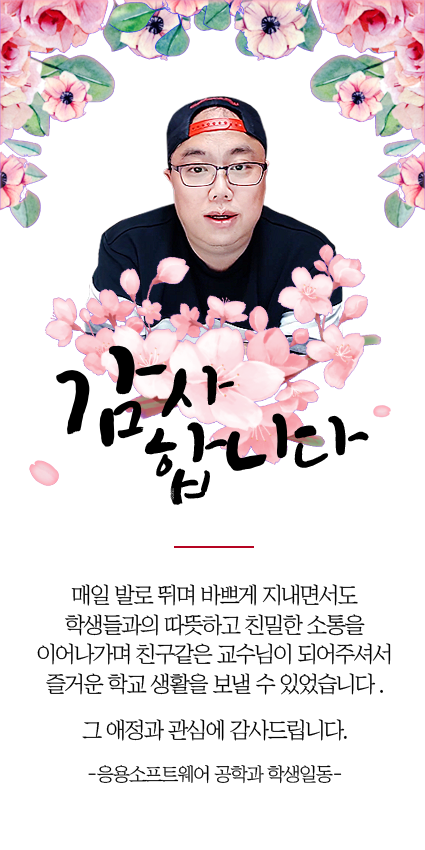 감사
합니다
매일 발로 뛰며 바쁘게 지내면서도
학생들과의 따뜻하고 친밀한 소통을
이어나가며 친구같은 교수님이 되어주셔서
즐거운 학교 생활을 보낼 수 있었습니다 .
그 애정과 관심에 감사드립니다.
-응용소프트웨어 공학과 학생일동-